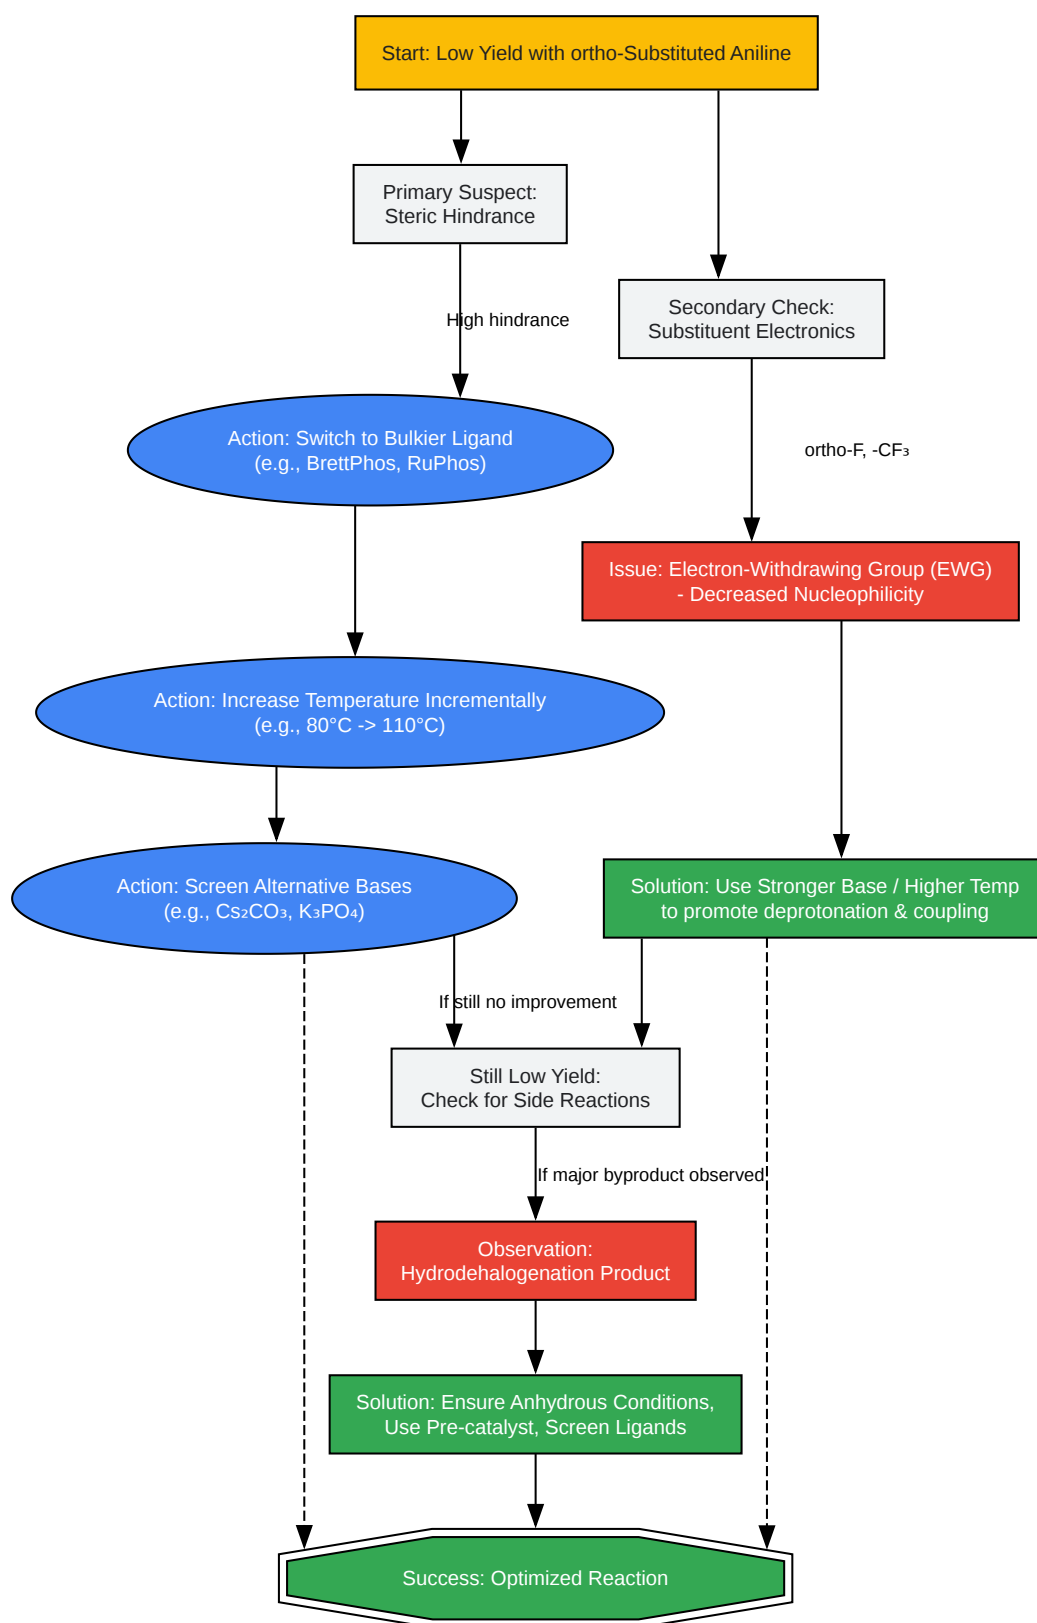 Start: Low Yield with ortho-Substituted Aniline
Primary Suspect:
Steric Hindrance
High hindrance
Secondary Check:
Substituent Electronics
Action: Switch to Bulkier Ligand
(e.g., BrettPhos, RuPhos)
ortho-F, -CF₃
Issue: Electron-Withdrawing Group (EWG)
- Decreased Nucleophilicity
Action: Increase Temperature Incrementally
(e.g., 80°C -> 110°C)
Action: Screen Alternative Bases
(e.g., Cs₂CO₃, K₃PO₄)
Solution: Use Stronger Base / Higher Temp
to promote deprotonation & coupling
If still no improvement
Still Low Yield:
Check for Side Reactions
If major byproduct observed
Observation:
Hydrodehalogenation Product
Solution: Ensure Anhydrous Conditions,
Use Pre-catalyst, Screen Ligands
Success: Optimized Reaction